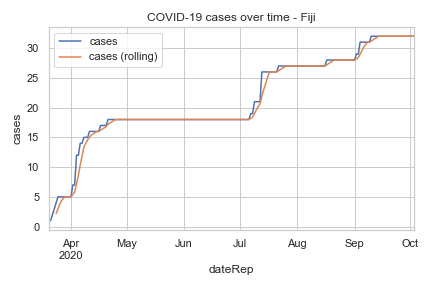 COVID-19 cases over time - Fiji
cases
cases (rolling)
cases
30
25
20
15
10
5
0
Apr May Jun Jul Aug Sep Oct
2020
dateRep